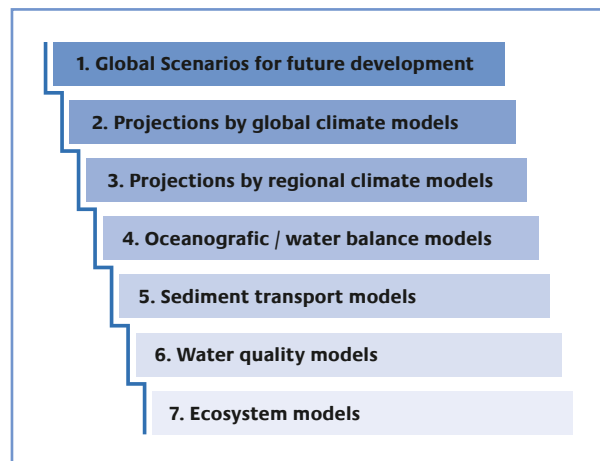 1. Global Scenarios for future development
2. Projections by global climate models
3. Projections by regional climate models
4. Oceanografic / water balance models
5. Sediment transport models
6. Water quality models
7. Ecosystem models